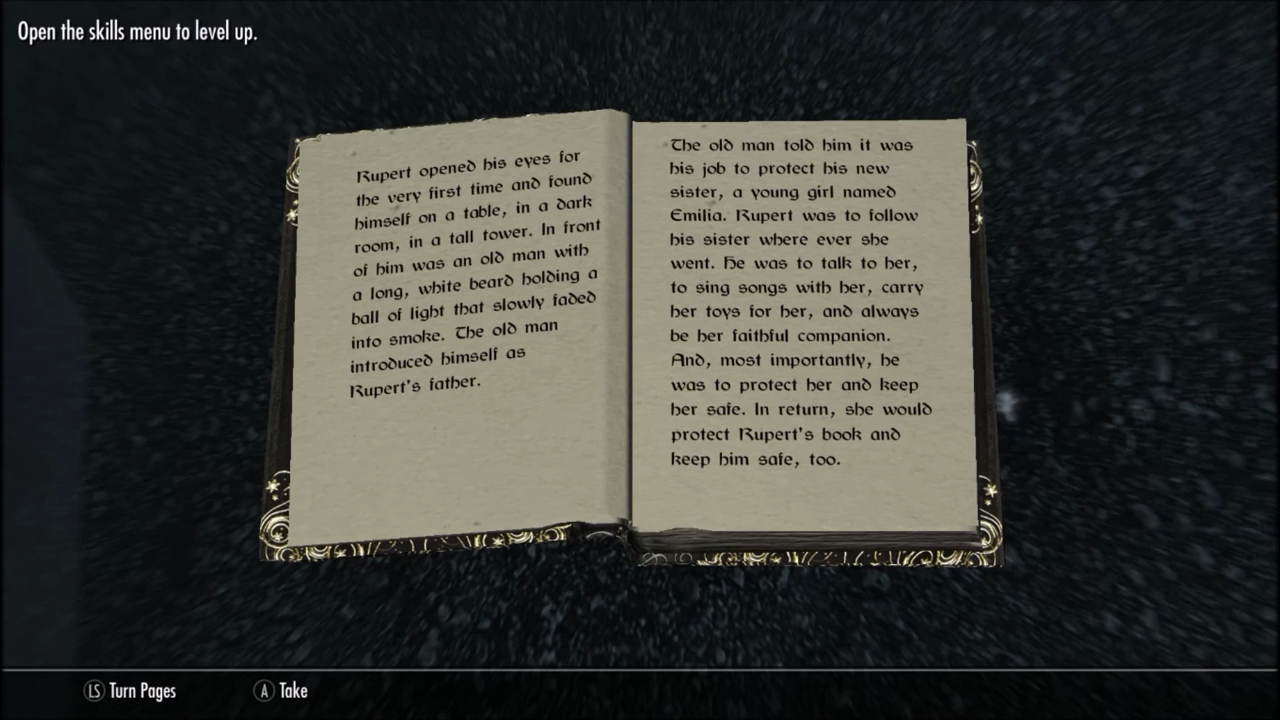 Open the skills menu to level up.
Rupert opened his eyes for
the very first time and found
himself on a table, in a dark
room, in a tall tower. In front
of him was an old man with
a long, white beard holding a
ball of light that slowly faded
into smoke. The old man
introduced himself as
Rupert's father.
The old man told him it was
his job to protect his new
sister, a young girl named
Emilia. Rupert was to follow
his sister where ever she
went. He was to talk to her,
to sing songs with her, carry
her toys for her, and always
be her faithful companion.
And, most importantly, he
was to protect her and keep
her safe. In return, she would
protect Rupert's book and
keep him safe, too.
LS Turn Pages
A Take